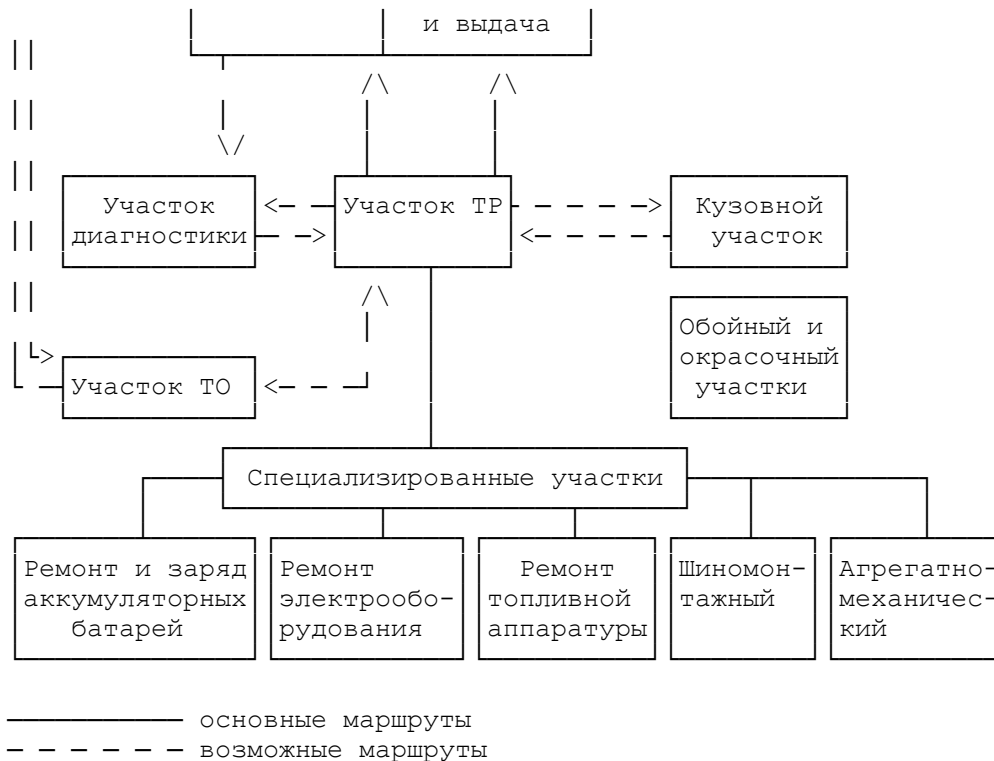 и выдача
Участок
диагностики
Участок ТР
Кузовной
участок
Обойный и
окрасочный
участки
Участок ТО
Специализированные участки
Ремонт и заряд
аккумуляторных
батарей
Ремонт
электрообо-
рудования
Ремонт
топливной
аппаратуры
Шиномон-
тажный
Агрегатно-
механичес-
кий
основные маршруты
возможные маршруты